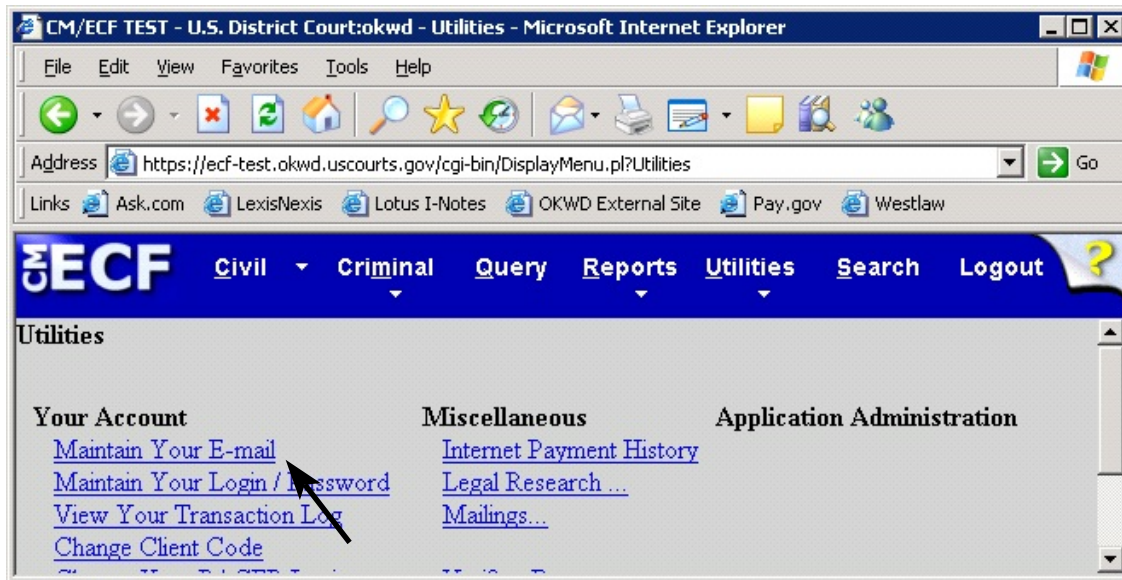 CM/ECF TEST - U.S. District Court:okwd - Utilities - Microsoft Internet Explorer
File Edit View Favorites Tools Help
Address https://ecf-test.okwd.uscourts.gov/cgi-bin/DisplayMenu.pl?Utilities Go
Links Ask.com LexisNexis Lotus I-Notes OKWD External Site Pay.gov Westlaw
CM ECF Civil Criminal Query Reports Utilities Search Logout ?
Utilities
Your Account Miscellaneous Application Administration
Maintain Your E-mail Internet Payment History
Maintain Your Login / Password Legal Research ...
View Your Transaction Log Mailings...
Change Client Code